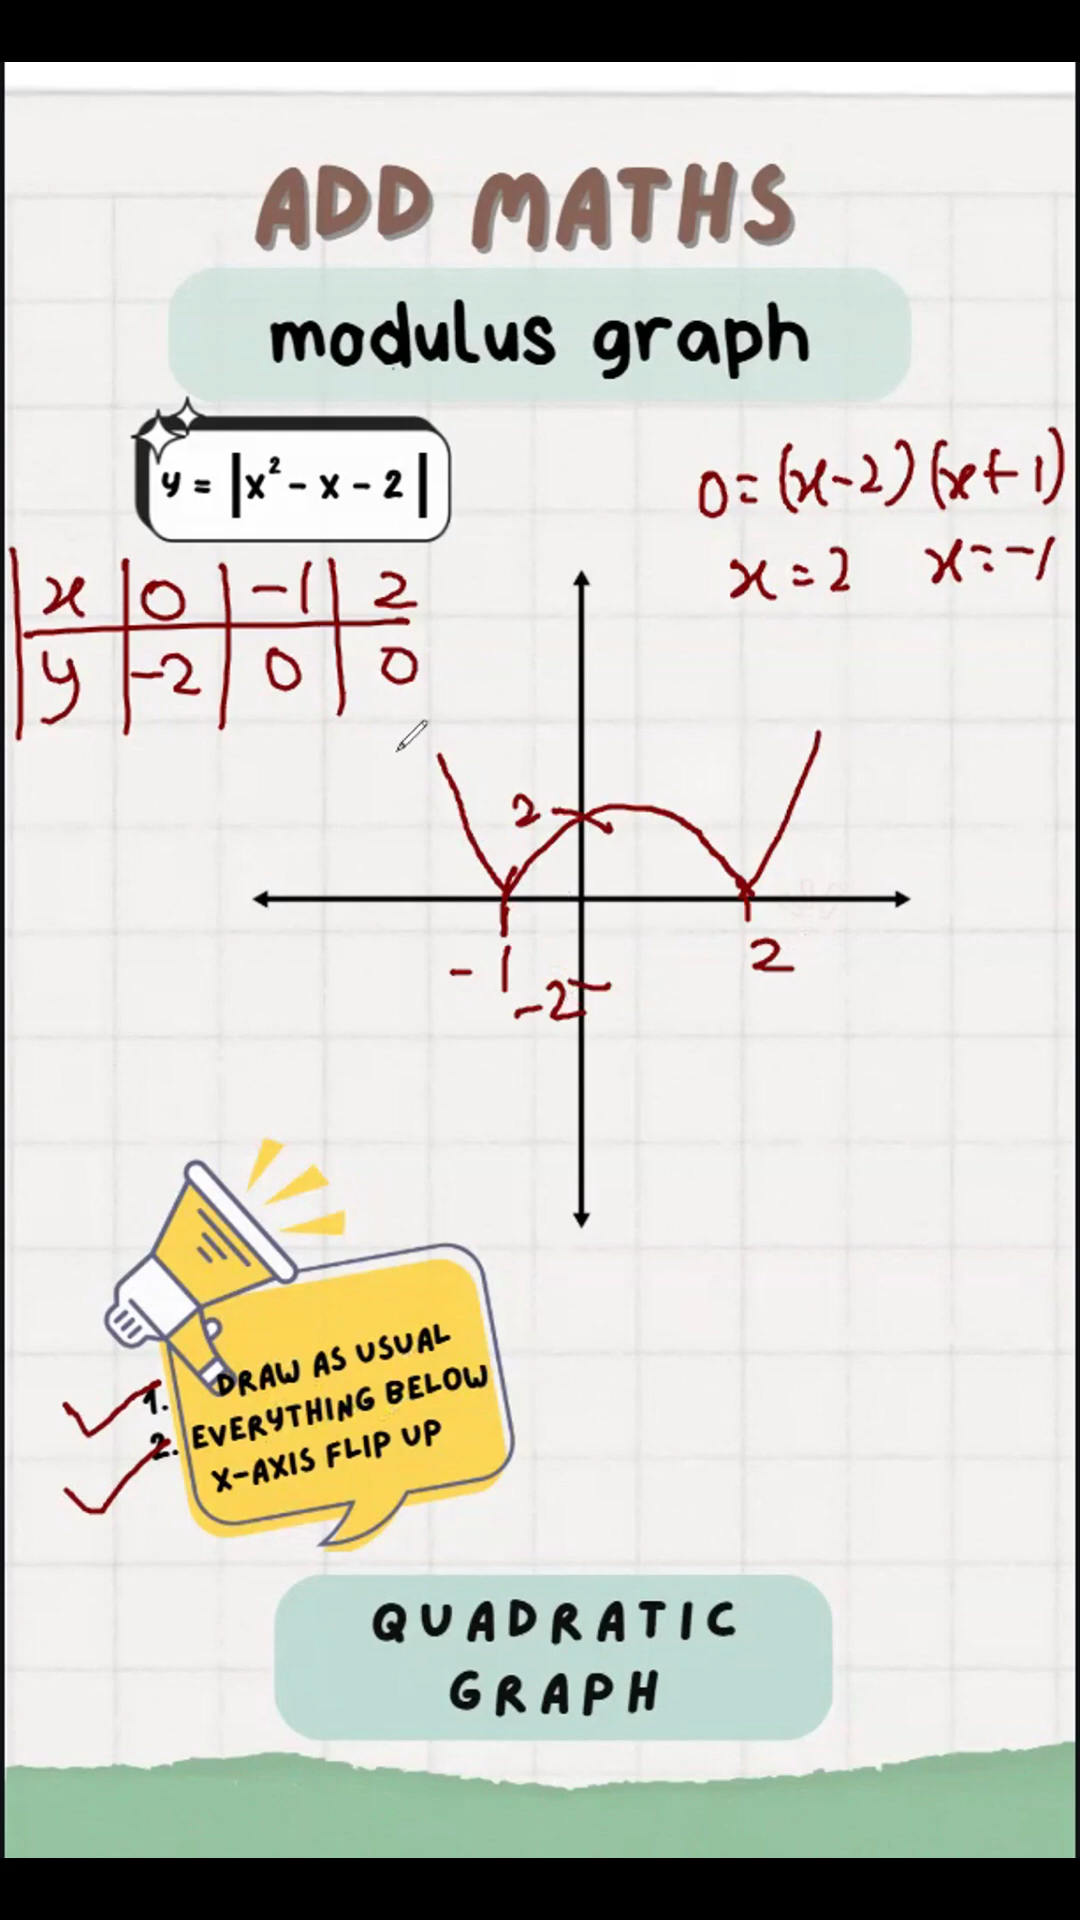 ADD MATHS
modulus graph
y = |x² - x - 2|
0 = (x-2)(x+1)
x = 2 x = -1
x 0 -1 2
y -2 0 0
2
-1 2
-2
1. DRAW AS USUAL
2. EVERYTHING BELOW
X-AXIS FLIP UP
QUADRATIC
GRAPH